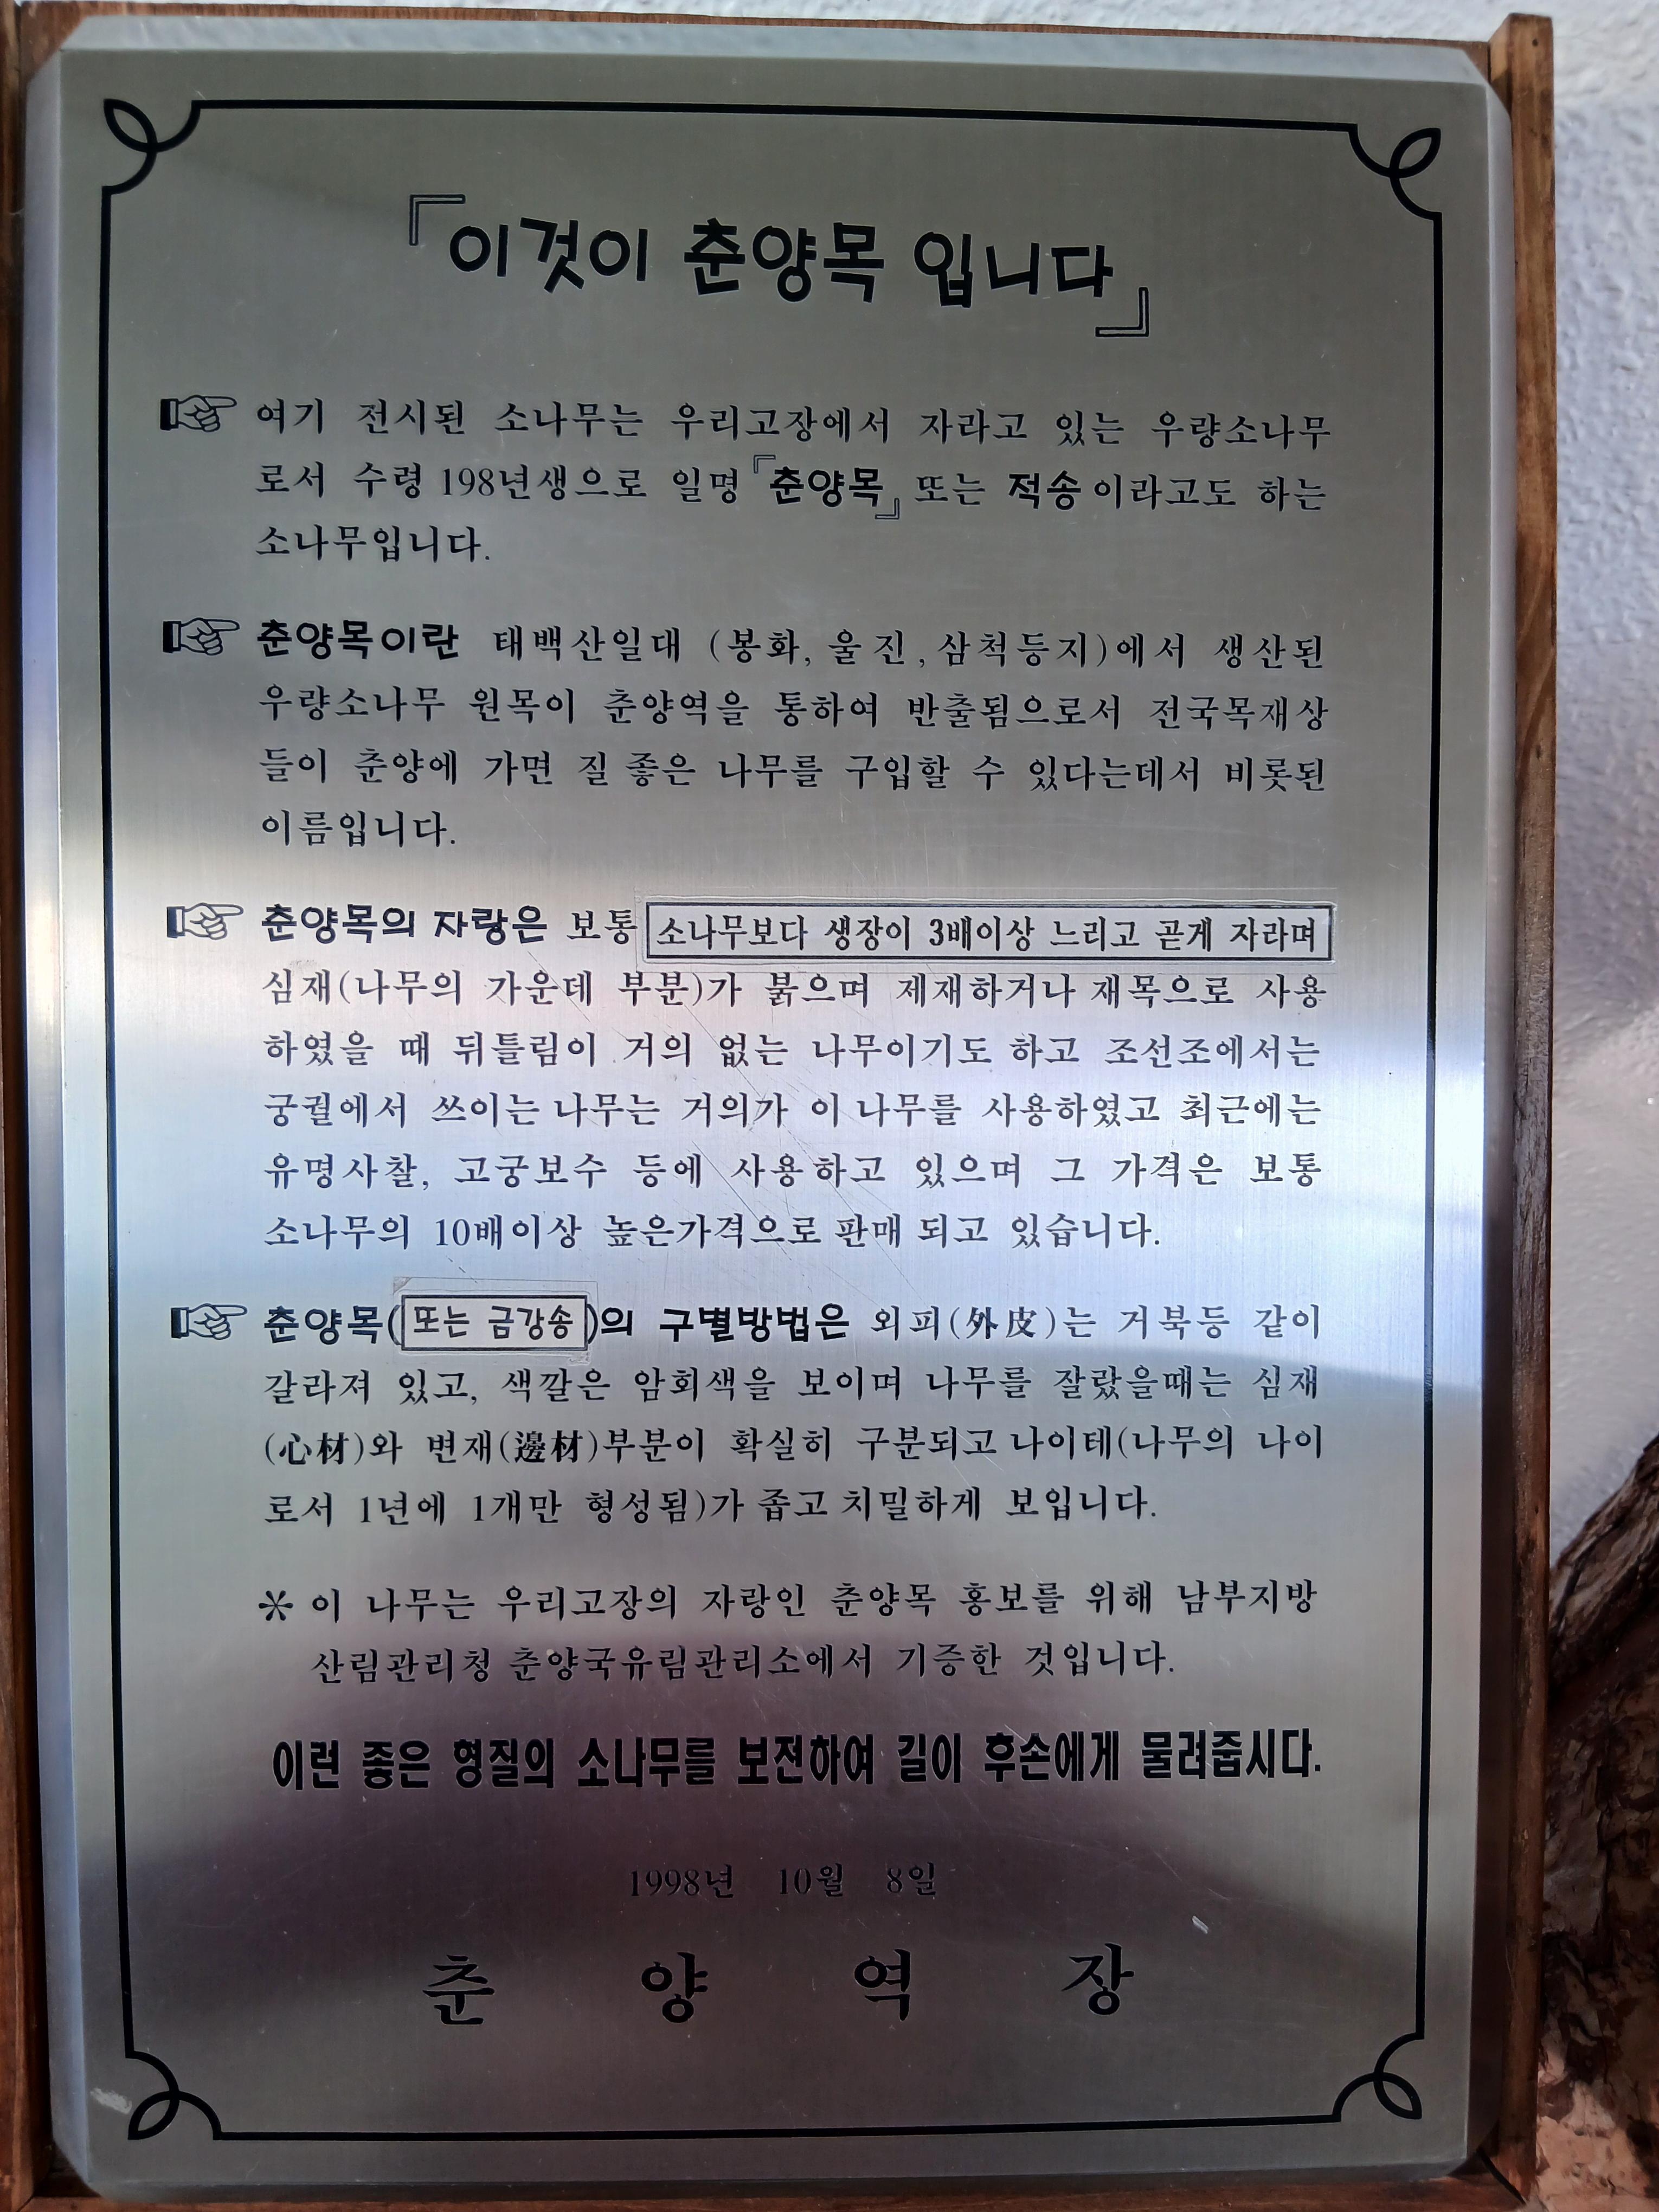 『이것이 춘양목 입니다』
☞ 여기 전시된 소나무는 우리고장에서 자라고 있는 우량소나무
로서 수령 198년생으로 일명 『춘양목』 또는 적송이라고도 하는
소나무입니다.
☞ 춘양목이란 태백산일대 (봉화, 울진, 삼척등지)에서 생산된
우량소나무 원목이 춘양역을 통하여 반출됨으로서 전국목재상
들이 춘양에 가면 질 좋은 나무를 구입할 수 있다는데서 비롯된
이름입니다.
☞ 춘양목의 자랑은 보통 소나무보다 생장이 3배이상 느리고 곧게 자라며
심재(나무의 가운데 부분)가 붉으며 제재하거나 재목으로 사용
하였을 때 뒤틀림이 거의 없는 나무이기도 하고 조선조에서는
궁궐에서 쓰이는 나무는 거의가 이 나무를 사용하였고 최근에는
유명사찰, 고궁보수 등에 사용하고 있으며 그 가격은 보통
소나무의 10배이상 높은가격으로 판매 되고 있습니다.
☞ 춘양목(또는 금강송)의 구별방법은 외피(外皮)는 거북등 같이
갈라져 있고, 색깔은 암회색을 보이며 나무를 잘랐을때는 심재
(心材)와 변재(邊材)부분이 확실히 구분되고 나이테(나무의 나이
로서 1년에 1개만 형성됨)가 좁고 치밀하게 보입니다.
※ 이 나무는 우리고장의 자랑인 춘양목 홍보를 위해 남부지방
산림관리청 춘양국유림관리소에서 기증한 것입니다.
이런 좋은 형질의 소나무를 보전하여 길이 후손에게 물려줍시다.
1998년 10월 8일
춘 양 역 장